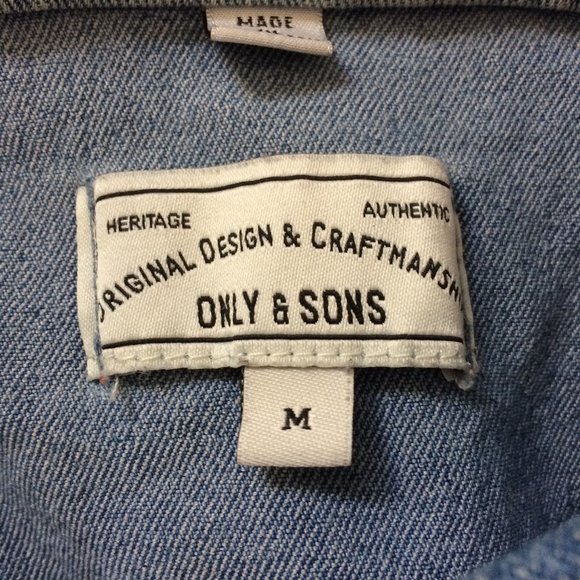 MADE
HERITAGE AUTHENTIC
ORIGINAL DESIGN & CRAFTMANSHI
ONLY & SONS
M